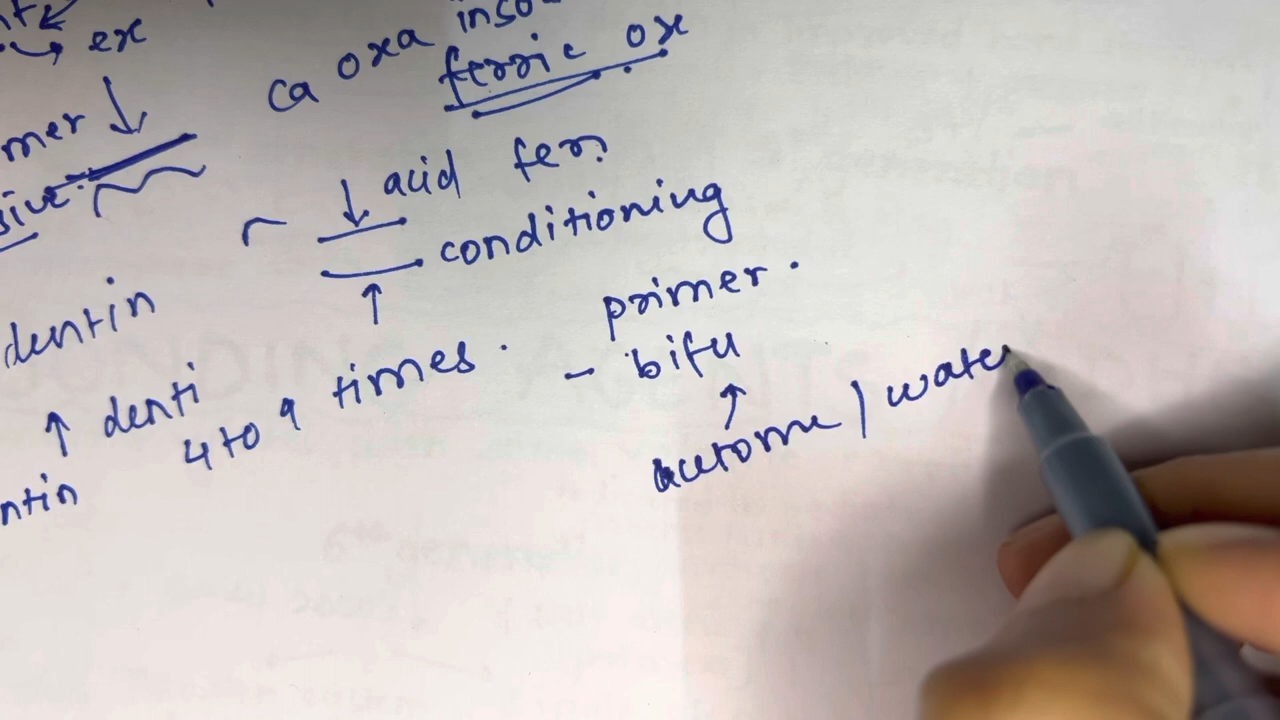 ex
ca oxa inso
ferric ox
mer
sive
acid fer.
conditioning
dentin
primer.
↑ denti
4 to 9 times.
- bifu
ntin
/ water